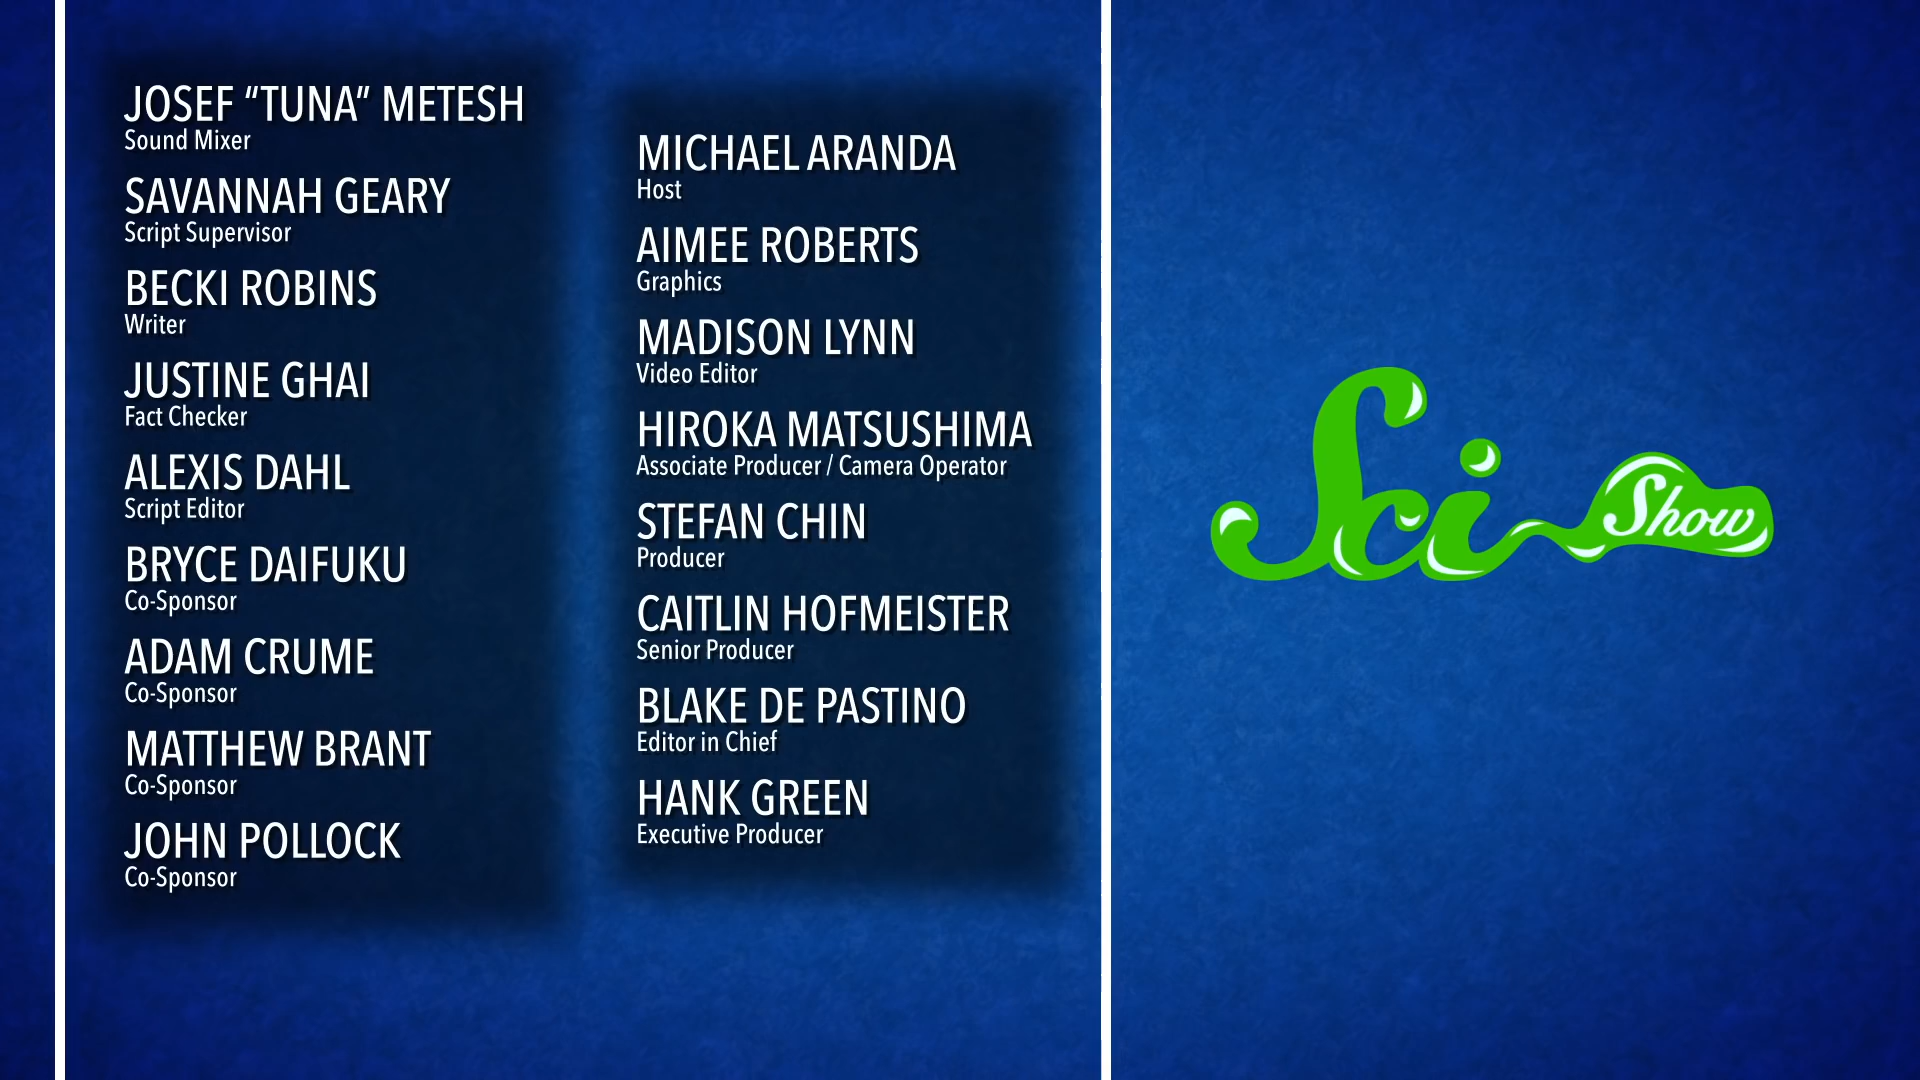 JOSEF “TUNA” METESH
Sound Mixer
SAVANNAH GEARY
Script Supervisor
BECKI ROBINS
Writer
JUSTINE GHAI
Fact Checker
ALEXIS DAHL
Script Editor
BRYCE DAIFUKU
Co-Sponsor
ADAM CRUME
Co-Sponsor
MATTHEW BRANT
Co-Sponsor
JOHN POLLOCK
Co-Sponsor
MICHAEL ARANDA
Host
AIMEE ROBERTS
Graphics
MADISON LYNN
Video Editor
HIROKA MATSUSHIMA
Associate Producer / Camera Operator
STEFAN CHIN
Producer
CAITLIN HOFMEISTER
Senior Producer
BLAKE DE PASTINO
Editor in Chief
HANK GREEN
Executive Producer
Sci Show